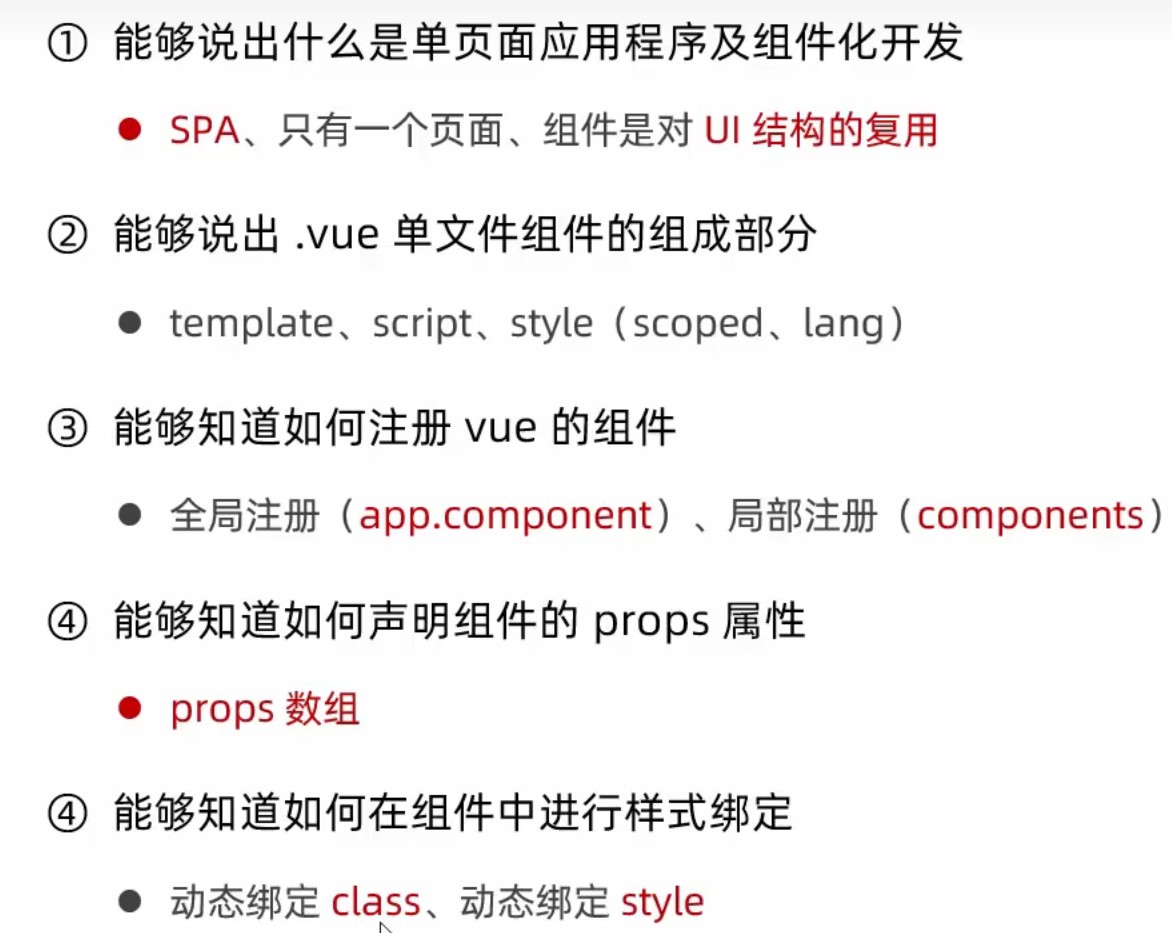 ① 能够说出什么是单页面应用程序及组件化开发
● SPA、只有一个页面、组件是对 UI 结构的复用
② 能够说出 .vue 单文件组件的组成部分
● template、script、style（scoped、lang）
③ 能够知道如何注册 vue 的组件
● 全局注册（app.component）、局部注册（components）
④ 能够知道如何声明组件的 props 属性
● props 数组
④ 能够知道如何在组件中进行样式绑定
● 动态绑定 class、动态绑定 style